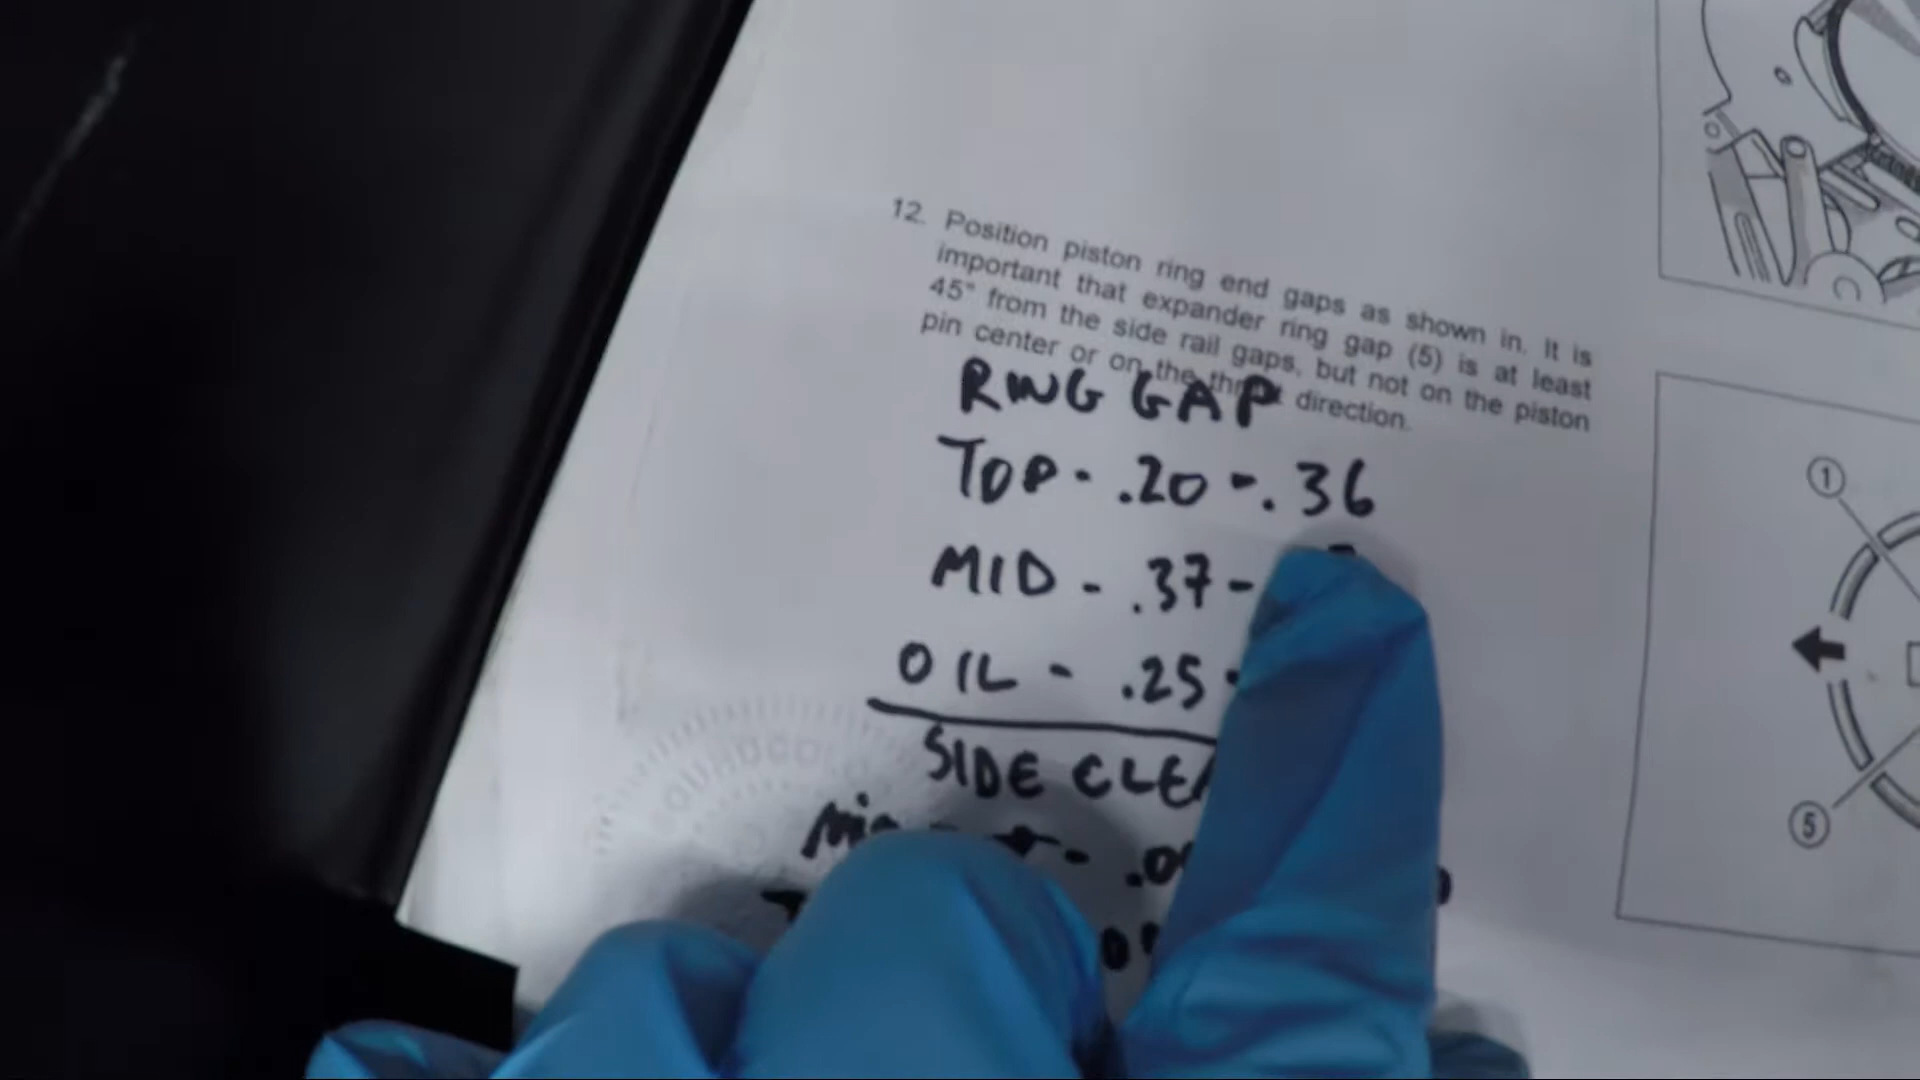 12. Position piston ring end gaps as shown in. It is
important that expander ring gap (5) is at least
45° from the side rail gaps, but not on the piston
pin center or on the direction.
RING GAP
TOP - .20 - .36
MID - .37 -
OIL - .25 -
SIDE
1
5